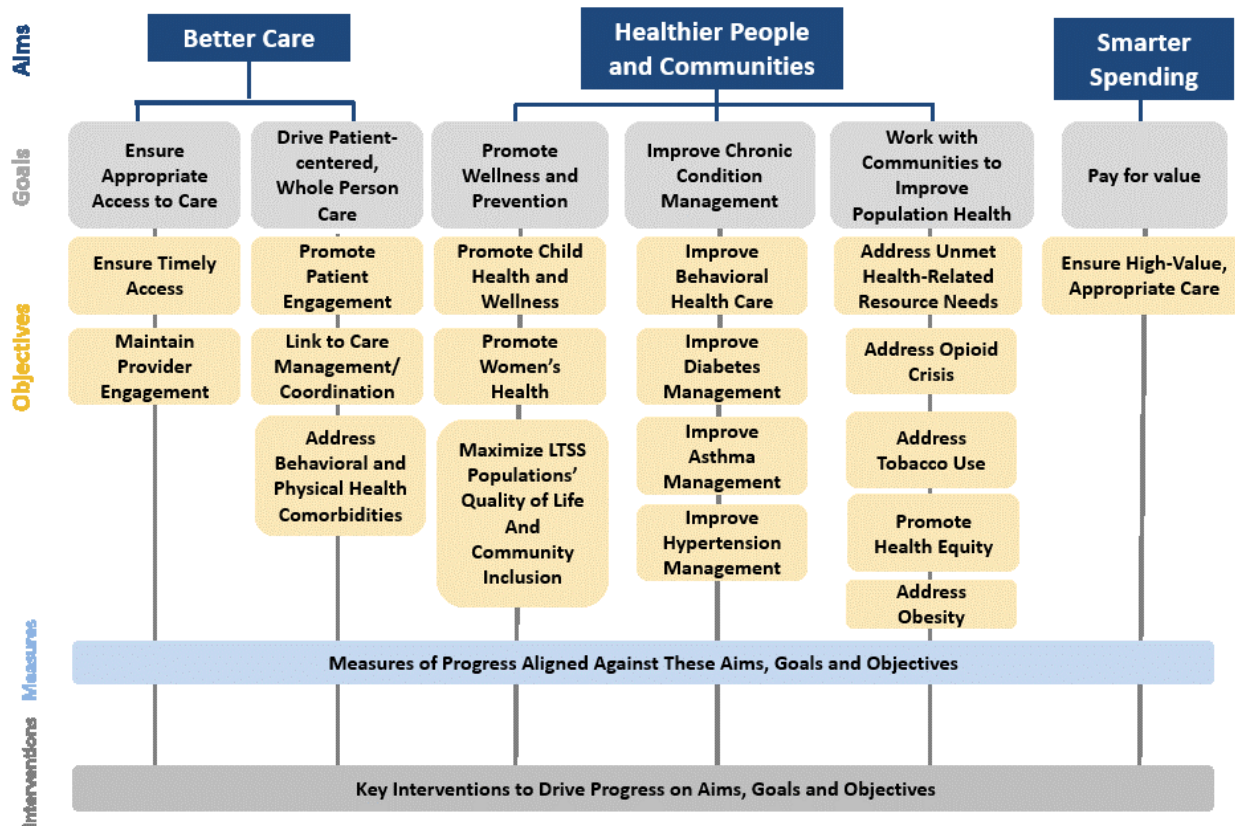 Aims
Better Care
Healthier People
and Communities
Smarter
Spending
Goals
Ensure
Appropriate
Access to Care
Drive Patient-
centered,
Whole Person
Care
Promote
Wellness and
Prevention
Improve Chronic
Condition
Management
Work with
Communities to
Improve
Population Health
Pay for value
Objectives
Ensure Timely
Access
Maintain
Provider
Engagement
Promote
Patient
Engagement
Link to Care
Management/
Coordination
Address
Behavioral and
Physical Health
Comorbidities
Promote Child
Health and
Wellness
Promote
Women's
Health
Maximize LTSS
Populations'
Quality of Life
And
Community
Inclusion
Improve
Behavioral
Health Care
Improve
Diabetes
Management
Improve
Asthma
Management
Improve
Hypertension
Management
Address Unmet
Health-Related
Resource Needs
Address Opioid
Crisis
Address
Tobacco Use
Promote
Health Equity
Address
Obesity
Ensure High-Value,
Appropriate Care
Measures
Measures of Progress Aligned Against These Aims, Goals and Objectives
Interventions
Key Interventions to Drive Progress on Aims, Goals and Objectives